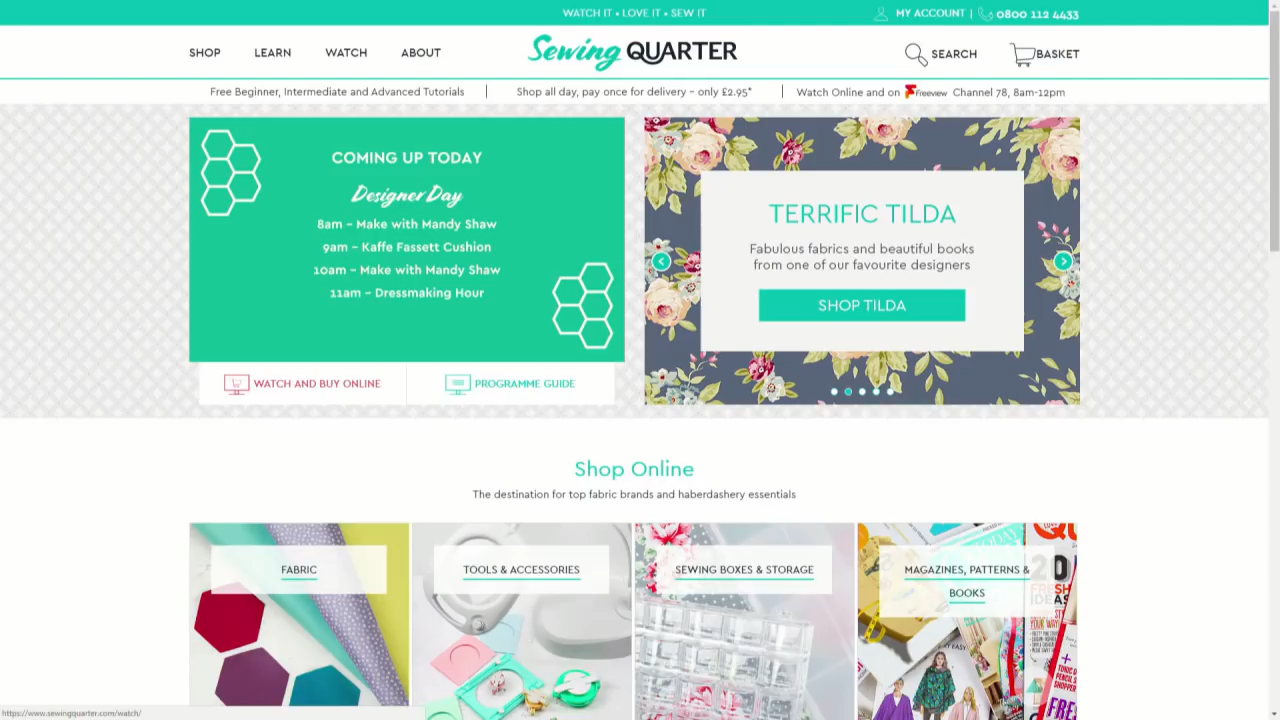 WATCH IT • LOVE IT • SEW IT
MY ACCOUNT | 0800 112 4433
SHOP LEARN WATCH ABOUT
Sewing QUARTER
SEARCH BASKET
Free Beginner, Intermediate and Advanced Tutorials
Shop all day, pay once for delivery – only £2.95*
Watch Online and on Freeview Channel 78, 8am-12pm
COMING UP TODAY
Designer Day
8am – Make with Mandy Shaw
9am – Kaffe Fassett Cushion
10am – Make with Mandy Shaw
11am – Dressmaking Hour
WATCH AND BUY ONLINE
PROGRAMME GUIDE
TERRIFIC TILDA
Fabulous fabrics and beautiful books
from one of our favourite designers
SHOP TILDA
Shop Online
The destination for top fabric brands and haberdashery essentials
FABRIC
TOOLS & ACCESSORIES
SEWING BOXES & STORAGE
MAGAZINES, PATTERNS &
BOOKS
FRESH
IDEAS
https://www.sewingquarter.com/watch/